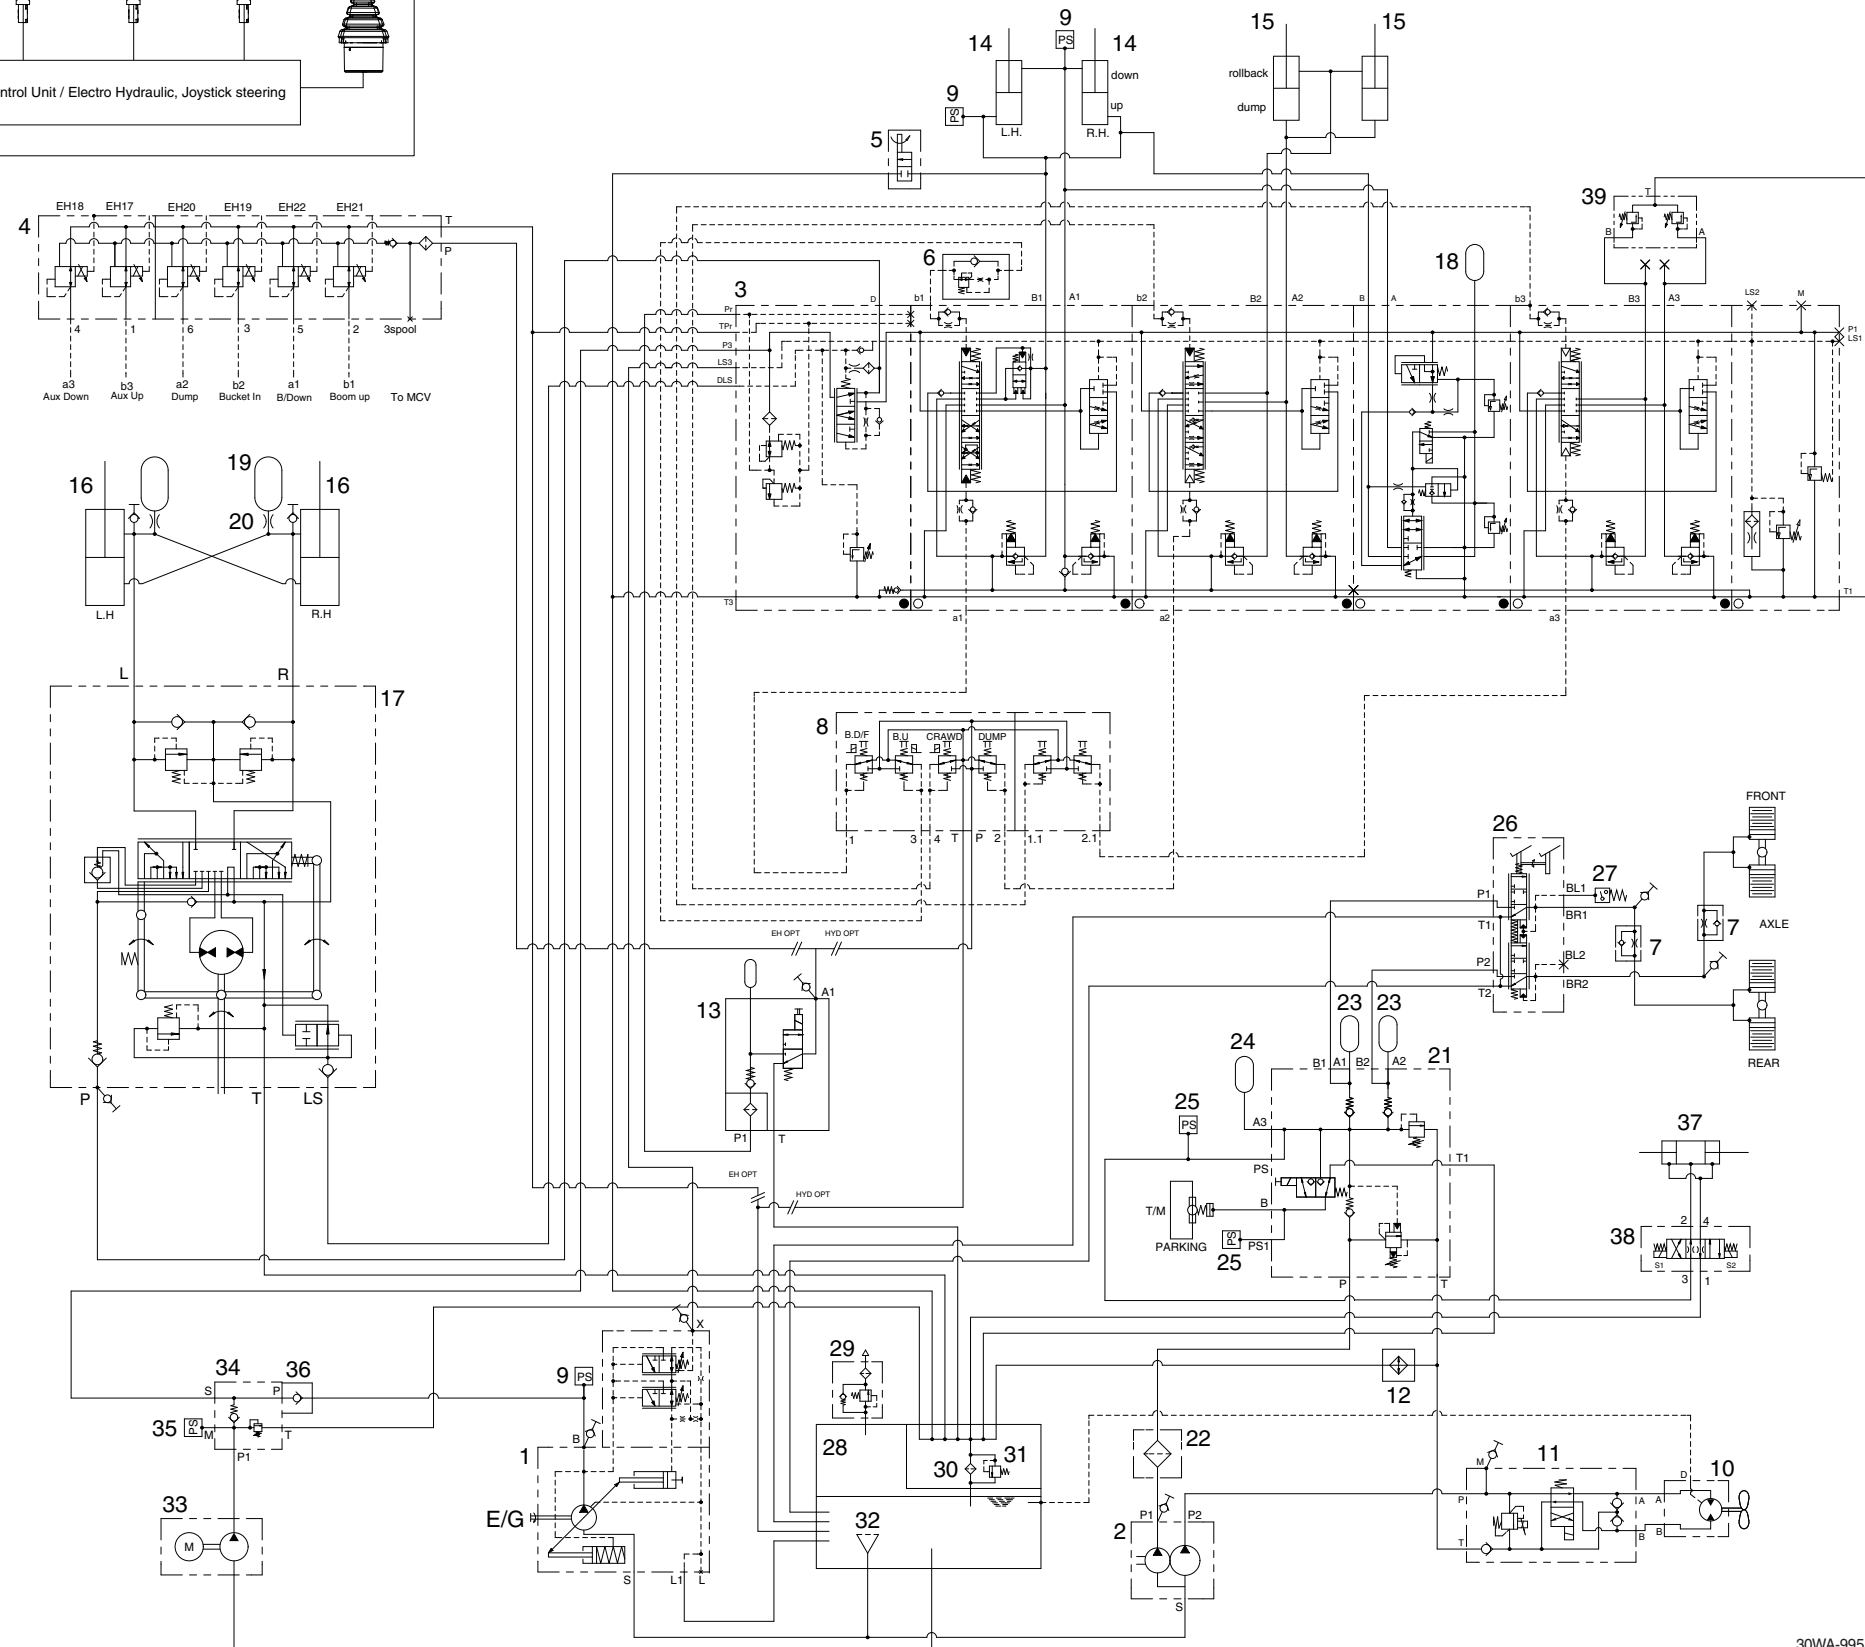 ntrol Unit / Electro Hydraulic, Joystick steering
9
14
14
PS
down
up
L.H.
R.H.
9
PS
15
15
rollback
dump
5
39
T
B
A
4
EH18 EH17 EH20 EH19 EH22 EH21
T
P
4 1 6 3 5 2 3spool
a3 b3 a2 b2 a1 b1
Aux Down Aux Up Dump Bucket In B/Down Boom up To MCV
6
18
3
D b1 B1 A1 b2 B2 A2 B A b3 B3 A3 LS2 M
Pr
TPr
P3
LS3
DLS
P1
LS1
T3
T1
a1 a2 a3
16
19
16
20
L.H
R.H
L
R
17
P
T
LS
8
B.D/F B.U CRAWD DUMP
1 3 4 T P 2 1.1 2.1
EH OPT HYD OPT
13
A1
P1 T
EH OPT
HYD OPT
26
P1
T1
P2
T2
BL1
BR1
BL2
BR2
27
7
7
FRONT
AXLE
REAR
23 23
24
B1 A1 B2 A2
21
25
PS
A3
PS
T1
B
T/M
PARKING
PS
PS1
25
P
T
37
2 4
38
S1 S2
3 1
34
36
S
P
35
PS
M
T
P1
33
M
9
PS
X
B
1
E/G
S
L1
L
29
28
30
31
32
12
22
P1 P2
2
S
M
11
P
T
A
B
A
B
D
10
30WA-995